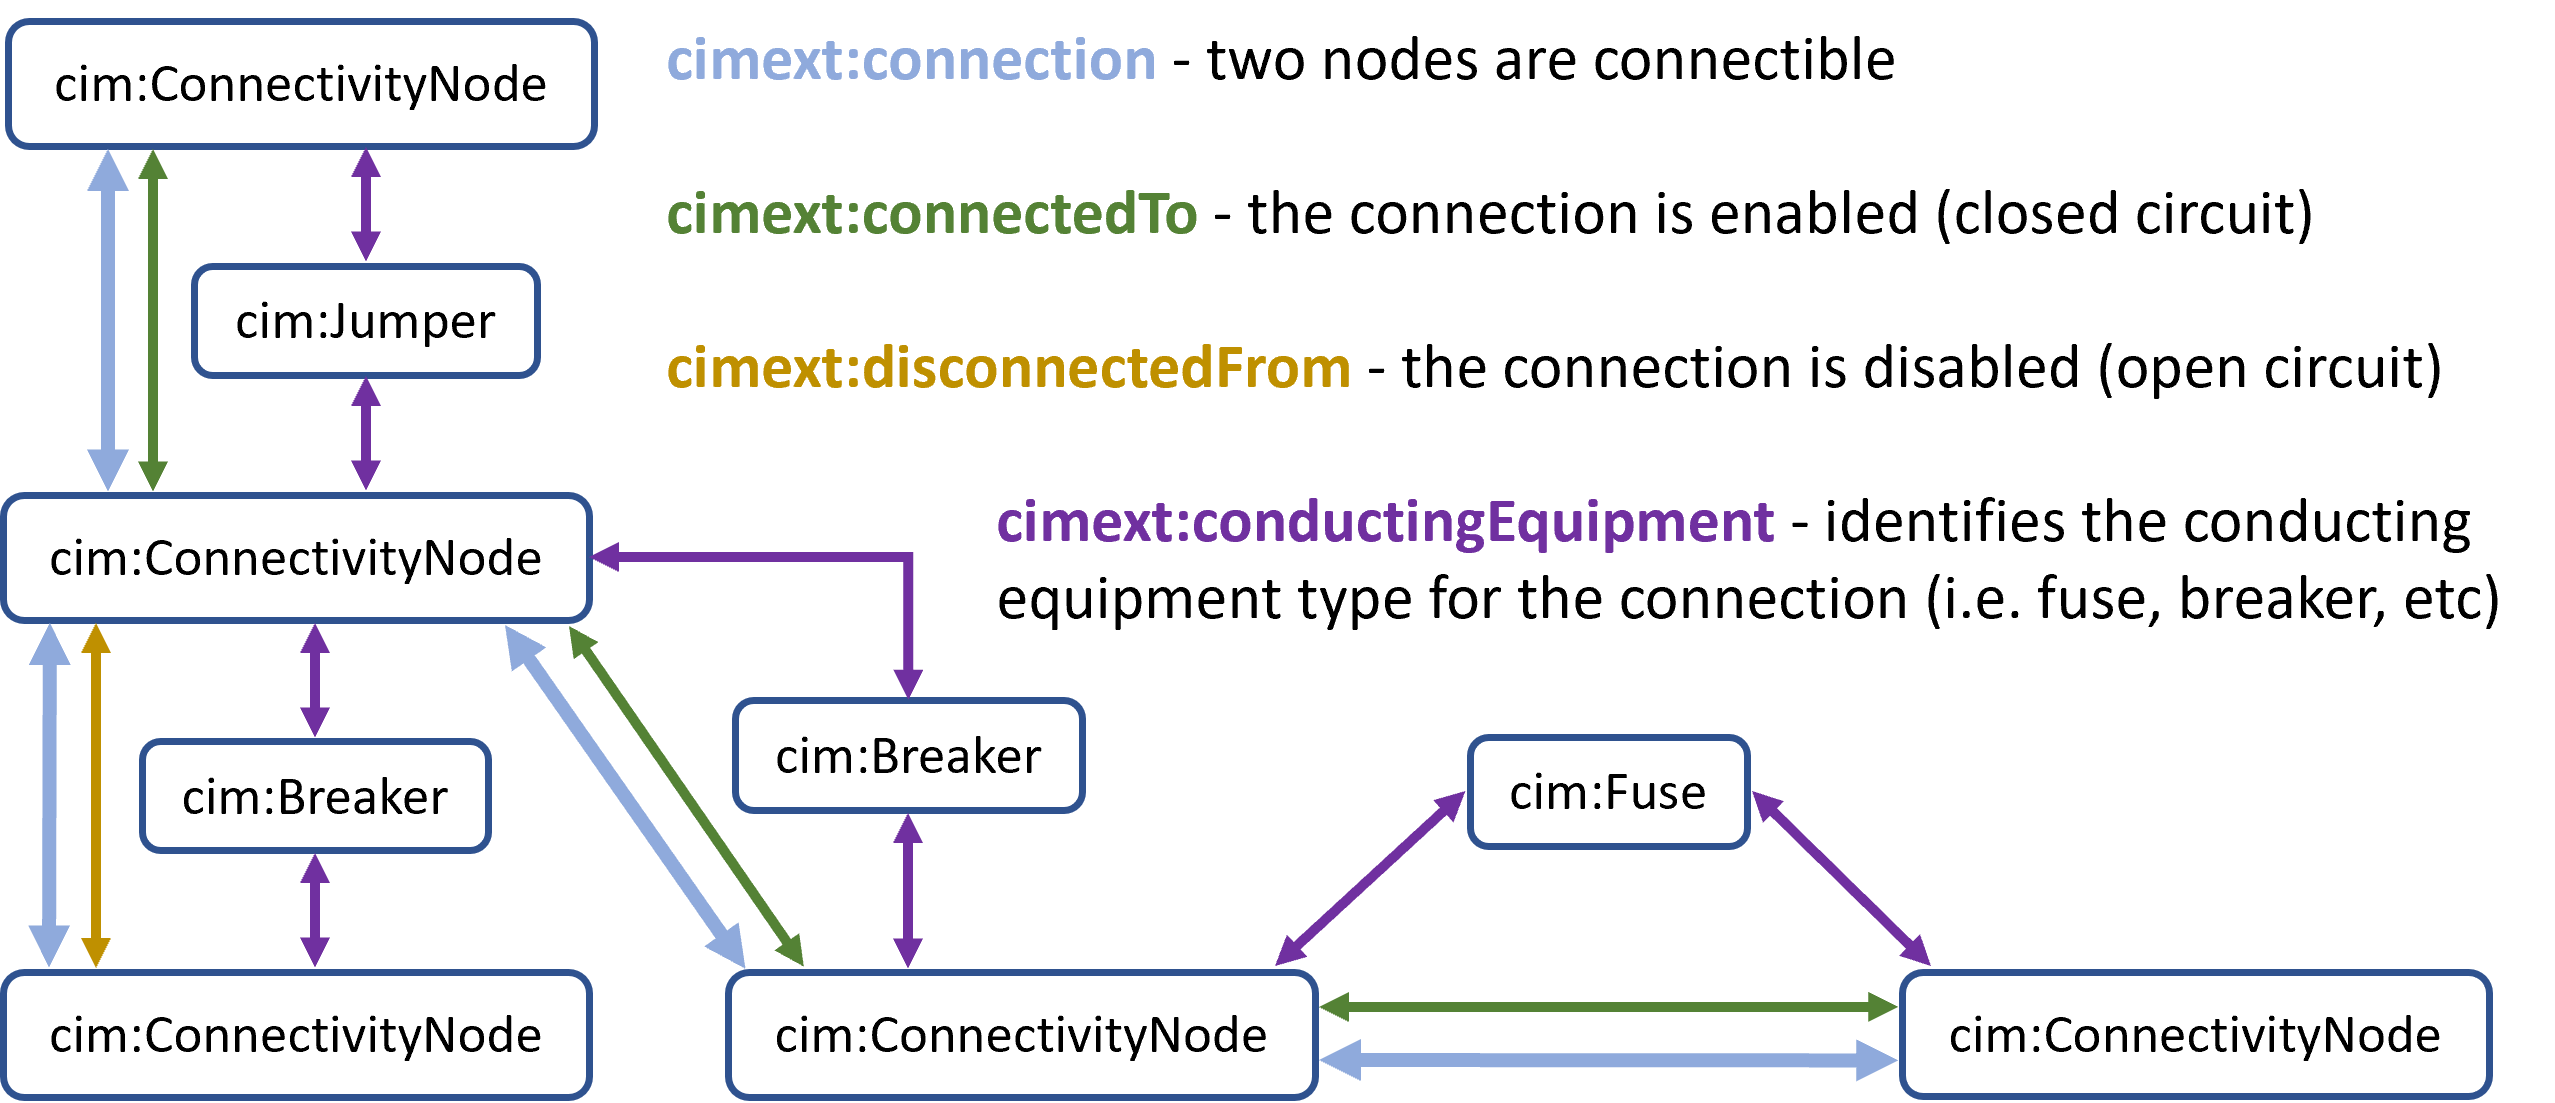 cim:ConnectivityNode
cimext:connection - two nodes are connectible
cimext:connectedTo - the connection is enabled (closed circuit)
cim:Jumper
cimext:disconnectedFrom - the connection is disabled (open circuit)
cim:ConnectivityNode
cimext:conductingEquipment - identifies the conducting
equipment type for the connection (i.e. fuse, breaker, etc)
cim:Breaker
cim:Breaker
cim:Fuse
cim:ConnectivityNode
cim:ConnectivityNode
cim:ConnectivityNode